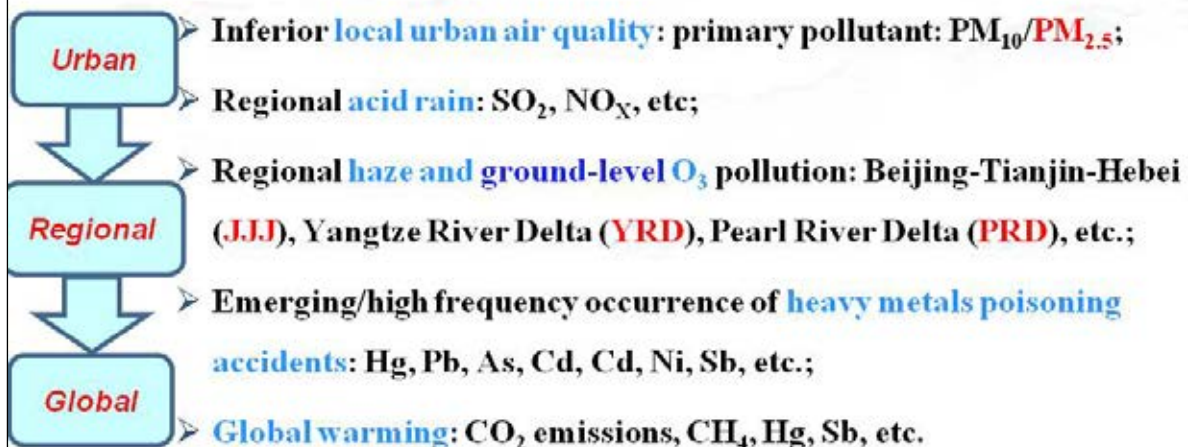 Urban
➢ Inferior local urban air quality: primary pollutant: PM₁₀/PM₂.₅;
➢ Regional acid rain: SO₂, NOₓ, etc;
➢ Regional haze and ground-level O₃ pollution: Beijing-Tianjin-Hebei
Regional
(JJJ), Yangtze River Delta (YRD), Pearl River Delta (PRD), etc.;
➢ Emerging/high frequency occurrence of heavy metals poisoning
accidents: Hg, Pb, As, Cd, Cd, Ni, Sb, etc.;
Global
➢ Global warming: CO₂ emissions, CH₄, Hg, Sb, etc.